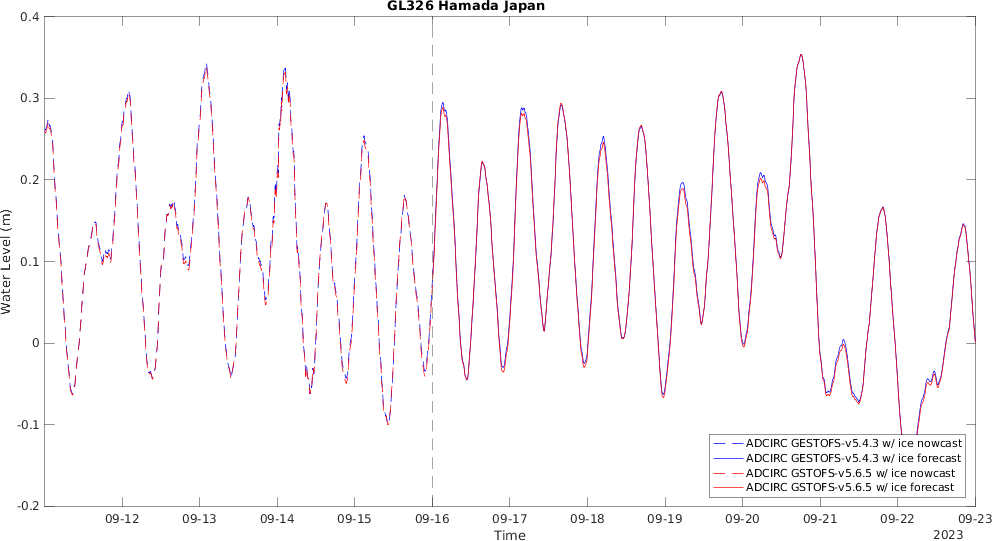 GL326 Hamada Japan
0.4
0.3
0.2
0.1
0
-0.1
-0.2
Water Level (m)
ADCIRC GESTOFS-v5.4.3 w/ ice nowcast
ADCIRC GESTOFS-v5.4.3 w/ ice forecast
ADCIRC GSTOFS-v5.6.5 w/ ice nowcast
ADCIRC GSTOFS-v5.6.5 w/ ice forecast
09-12 09-13 09-14 09-15 09-16 09-17 09-18 09-19 09-20 09-21 09-22 09-23
Time
2023